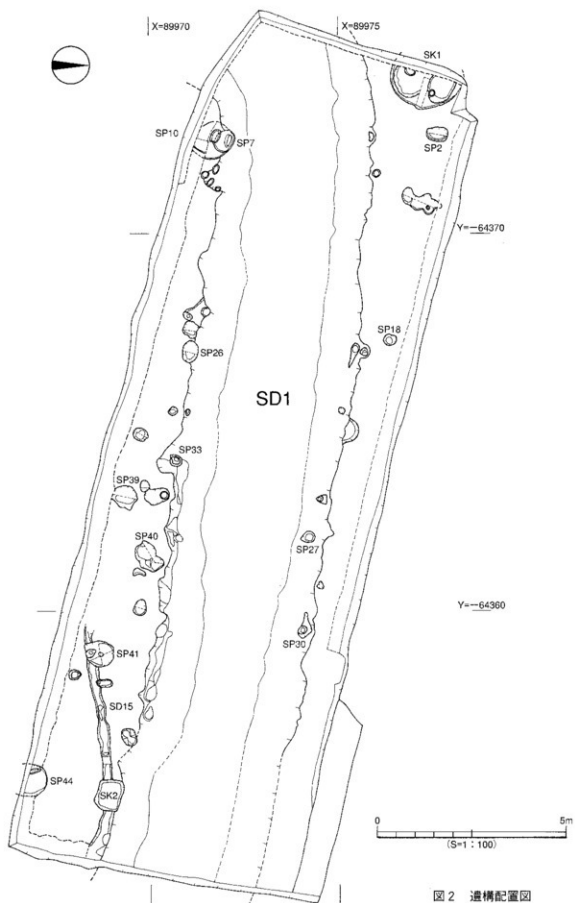 X=89970
X=89975
SK1
SP10
SP7
SP2
Y=-64370
SP18
SP26
SD1
SP33
SP39
SP27
SP40
Y=-64360
SP30
SP41
SD15
SP44
SK2
0
5m
(S=1:100)
図2 遺構配置図